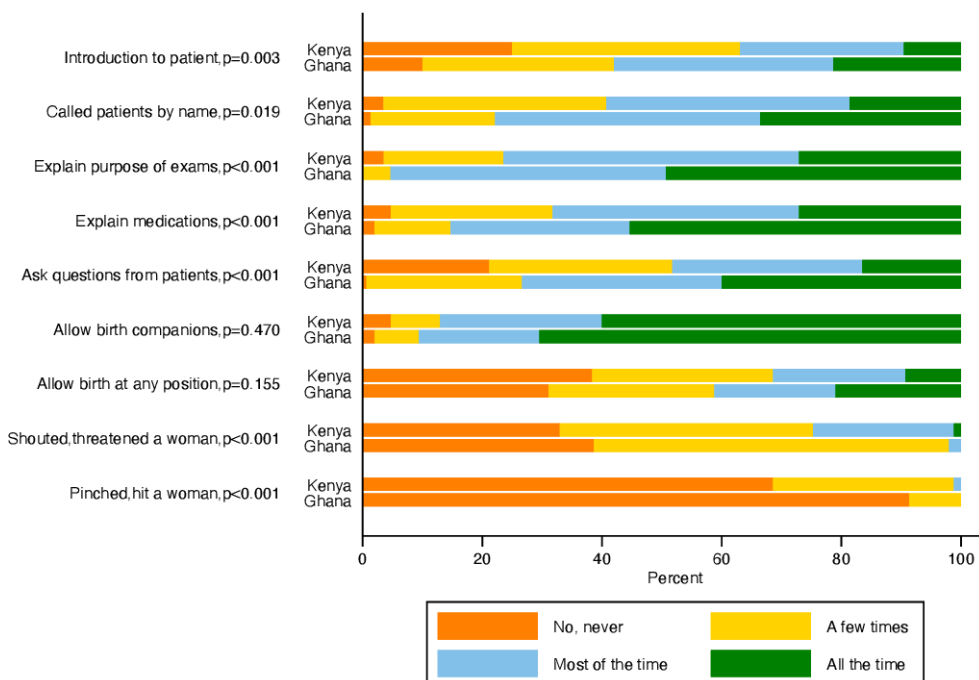 Introduction to patient,p=0.003
Kenya
Ghana
Called patients by name,p=0.019
Kenya
Ghana
Explain purpose of exams,p<0.001
Kenya
Ghana
Explain medications,p<0.001
Kenya
Ghana
Ask questions from patients,p<0.001
Kenya
Ghana
Allow birth companions,p=0.470
Kenya
Ghana
Allow birth at any position,p=0.155
Kenya
Ghana
Shouted,threatened a woman,p<0.001
Kenya
Ghana
Pinched,hit a woman,p<0.001
Kenya
Ghana
0 20 40 60 80 100
Percent
No, never A few times
Most of the time All the time